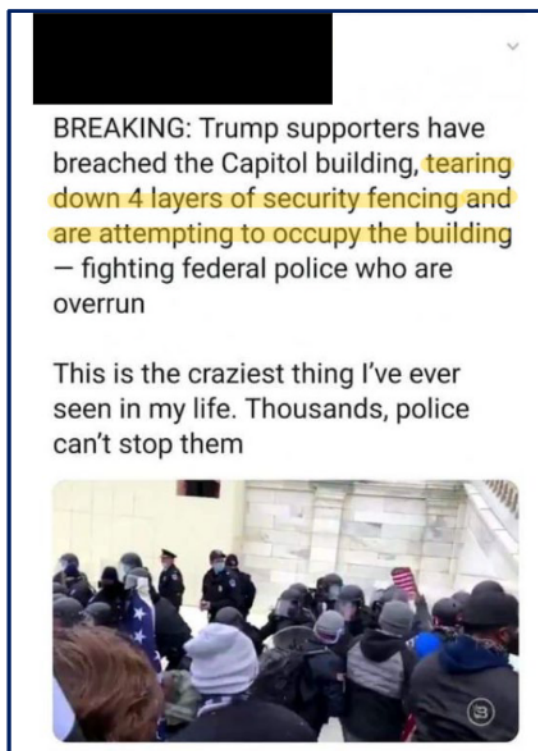 BREAKING: Trump supporters have
breached the Capitol building, tearing
down 4 layers of security fencing and
are attempting to occupy the building
— fighting federal police who are
overrun
This is the craziest thing I've ever
seen in my life. Thousands, police
can't stop them